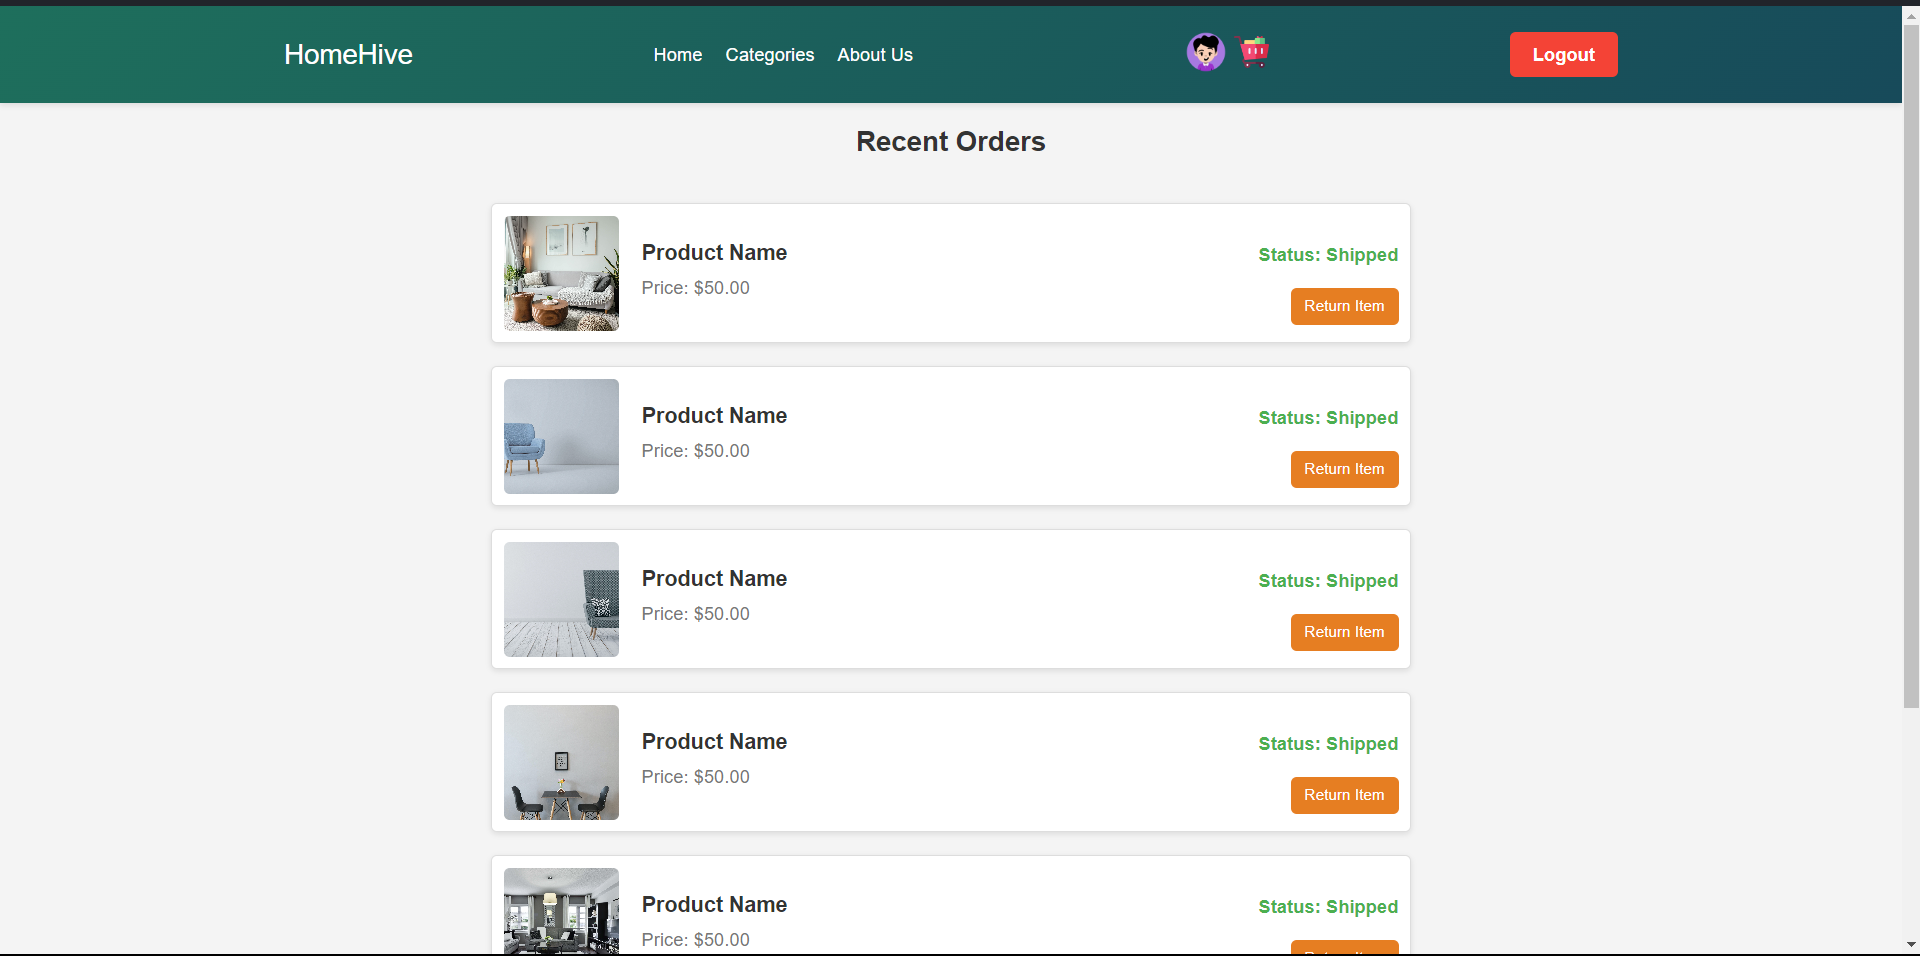 HomeHive
Home Categories About Us
Logout
Recent Orders
Product Name
Price: $50.00
Status: Shipped
Return Item
Product Name
Price: $50.00
Status: Shipped
Return Item
Product Name
Price: $50.00
Status: Shipped
Return Item
Product Name
Price: $50.00
Status: Shipped
Return Item
Product Name
Price: $50.00
Status: Shipped